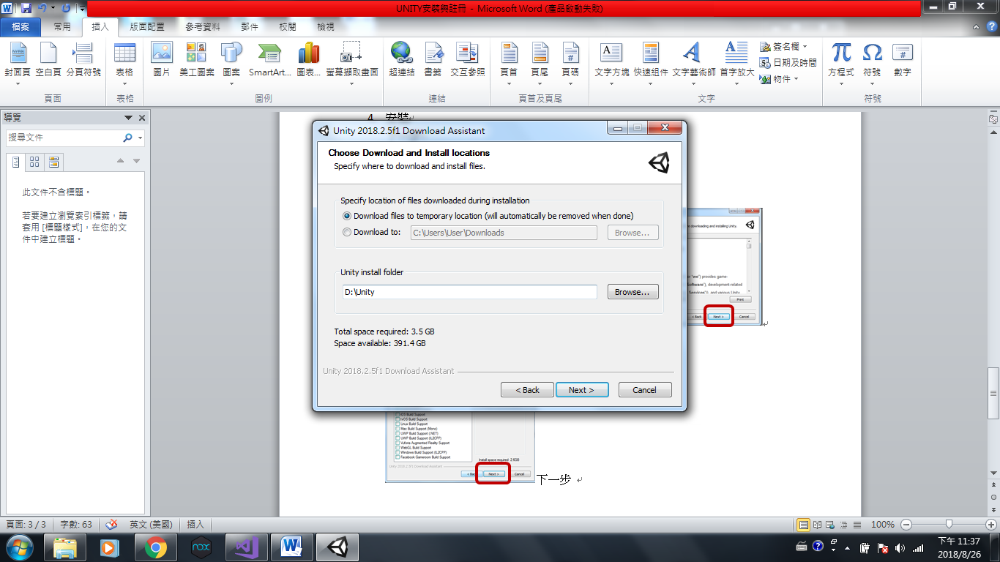 UNITY安裝與註冊 - Microsoft Word (產品啟動失敗)
檔案 常用 插入 版面配置 參考資料 郵件 校閱 檢視
封面頁 空白頁 分頁符號 表格 圖片 美工圖案 圖案 SmartArt... 圖表... 螢幕擷取畫面 超連結 書籤 交互參照 頁首 頁尾 頁碼 文字方塊 快速組件 文字藝術師 首字放大 簽名欄 日期及時間 物件 方程式 符號 數字
頁面 表格 圖例 連結 頁首及頁尾 文字 符號
導覽
搜尋文件
此文件不含標題。
若要建立瀏覽索引標籤，請
套用 [標題樣式]，在您的文
件中建立標題。
4. 安裝
Unity 2018.2.5f1 Download Assistant
Choose Download and Install locations
Specify where to download and install files.
Specify location of files downloaded during installation
Download files to temporary location (will automatically be removed when done)
Download to: C:\Users\User\Downloads Browse...
Unity install folder
D:\Unity Browse...
Total space required: 3.5 GB
Space available: 391.4 GB
Unity 2018.2.5f1 Download Assistant
< Back Next > Cancel
downloading and installing Unity.
"we") provides game-
Software"), development-related
Services"), and various Unity
Print
< Back Next > Cancel
iOS Build Support
tvOS Build Support
Linux Build Support
Mac Build Support (Mono)
UWP Build Support (.NET)
UWP Build Support (IL2CPP)
Vuforia Augmented Reality Support
WebGL Build Support
Windows Build Support (IL2CPP)
Facebook Gameroom Build Support
Install space required: 2.6GB
Unity 2018.2.5f1 Download Assistant
< Back Next > Cancel
下一步
頁面: 3 / 3 字數: 63 英文 (美國) 插入 100%
nox
下午 11:37
2018/8/26